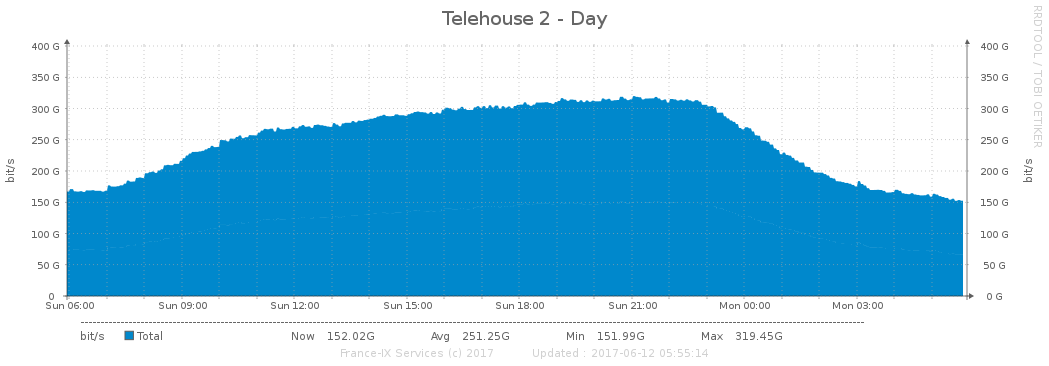 Telehouse 2 - Day
RRDTOOL / TOBI OETIKER
400 G 400 G
350 G 350 G
300 G 300 G
250 G 250 G
200 G 200 G
150 G 150 G
100 G 100 G
50 G 50 G
0 0 G
bit/s bit/s
Sun 06:00 Sun 09:00 Sun 12:00 Sun 15:00 Sun 18:00 Sun 21:00 Mon 00:00 Mon 03:00
bit/s Total Now 152.02G Avg 251.25G Min 151.99G Max 319.45G
France-IX Services (c) 2017 Updated : 2017-06-12 05:55:14